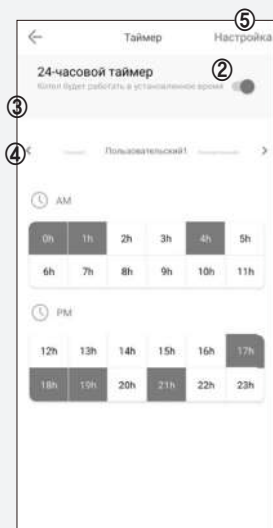 ⑤
← Таймер Настройка
24-часовой таймер ②
Котел будет работать в установленное время
③
④ < Пользовательский1 >
AM
0h 1h 2h 3h 4h 5h
6h 7h 8h 9h 10h 11h
PM
12h 13h 14h 15h 16h 17h
18h 19h 20h 21h 22h 23h